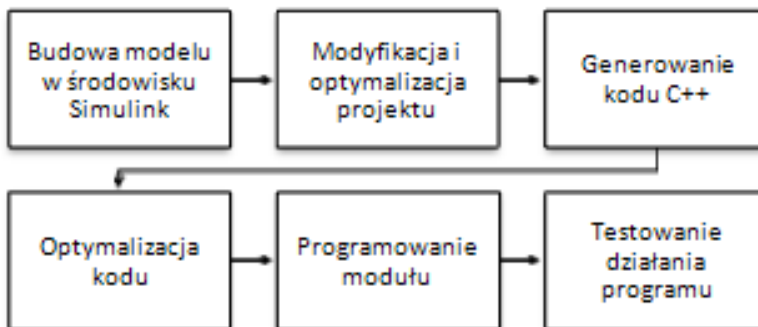 Budowa modelu
w środowisku
Simulink
Modyfikacja i
optymalizacja
projektu
Generowanie
kodu C++
Optymalizacja
kodu
Programowanie
modułu
Testowanie
działania
programu